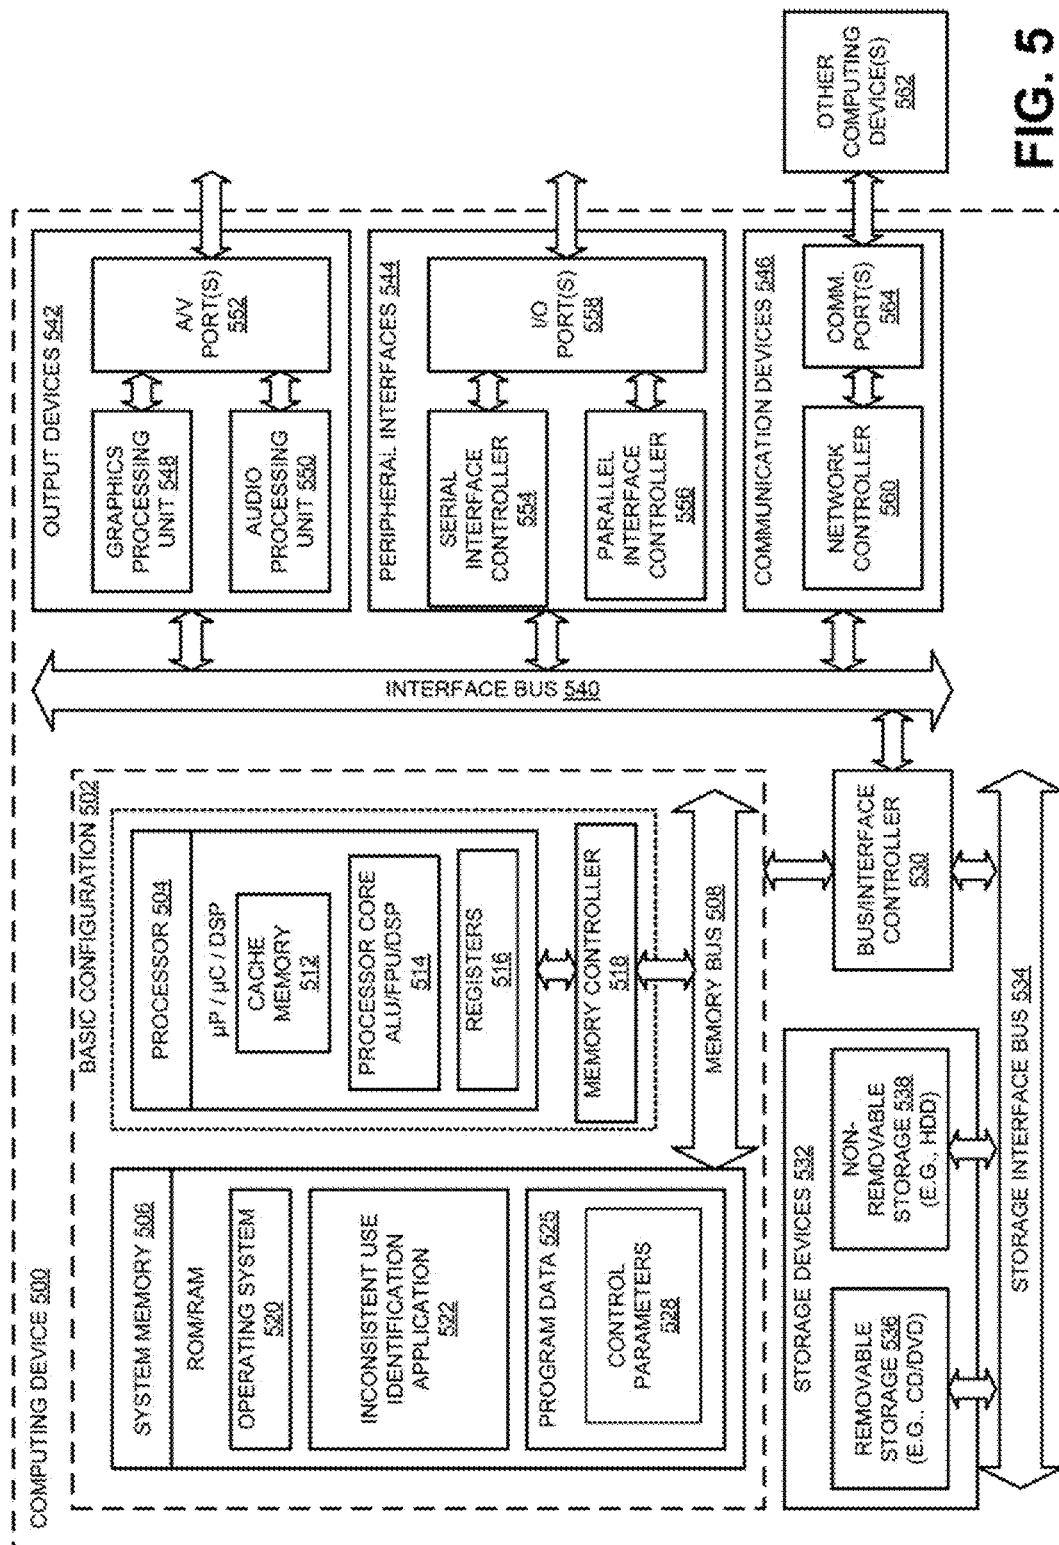 COMPUTING DEVICE 500
BASIC CONFIGURATION 502
SYSTEM MEMORY 506
ROM/RAM
OPERATING SYSTEM
520
INCONSISTENT USE
IDENTIFICATION
APPLICATION
522
PROGRAM DATA 525
CONTROL
PARAMETERS
528
PROCESSOR 504
µP / µC / DSP
CACHE
MEMORY
512
PROCESSOR CORE
ALU/FPU/DSP
514
REGISTERS
516
MEMORY CONTROLLER
518
MEMORY BUS 508
STORAGE DEVICES 532
REMOVABLE
STORAGE 536
(E.G., CD/DVD)
NON-
REMOVABLE
STORAGE 538
(E.G., HDD)
BUS/INTERFACE
CONTROLLER
530
STORAGE INTERFACE BUS 534
INTERFACE BUS 540
OUTPUT DEVICES 542
GRAPHICS
PROCESSING
UNIT 548
AUDIO
PROCESSING
UNIT 550
A/V
PORT(S)
552
PERIPHERAL INTERFACES 544
SERIAL
INTERFACE
CONTROLLER
554
PARALLEL
INTERFACE
CONTROLLER
556
I/O
PORT(S)
558
COMMUNICATION DEVICES 546
NETWORK
CONTROLLER
560
COMM.
PORT(S)
564
OTHER
COMPUTING
DEVICE(S)
562
FIG. 5